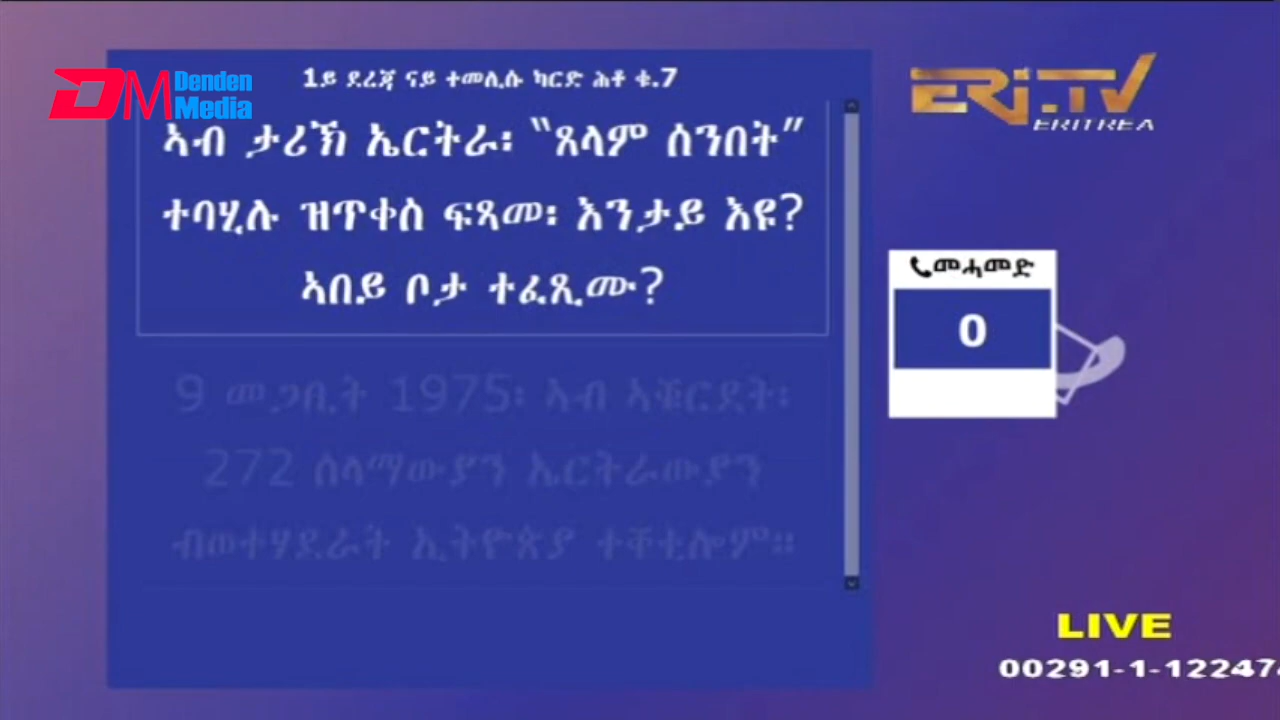 DM Denden Media
ERi.TV
ERITREA
1ይ ደረጃ ናይ ተመሊሱ ካርድ ሕቶ ቁ.7
ኣብ ታሪኽ ኤርትራ፡ “ጸላም ሰንበት”
ተባሂሉ ዝጥቀስ ፍጻመ፡ እንታይ እዩ?
ኣበይ ቦታ ተፈጺሙ?
9 መጋቢት 1975፡ ኣብ ኣቑርደት፡
272 ሰላማውያን ኤርትራውያን
ብወተሃደራት ኢትዮጵያ ተቐቲሎም።
መሓመድ
0
LIVE
00291-1-12247